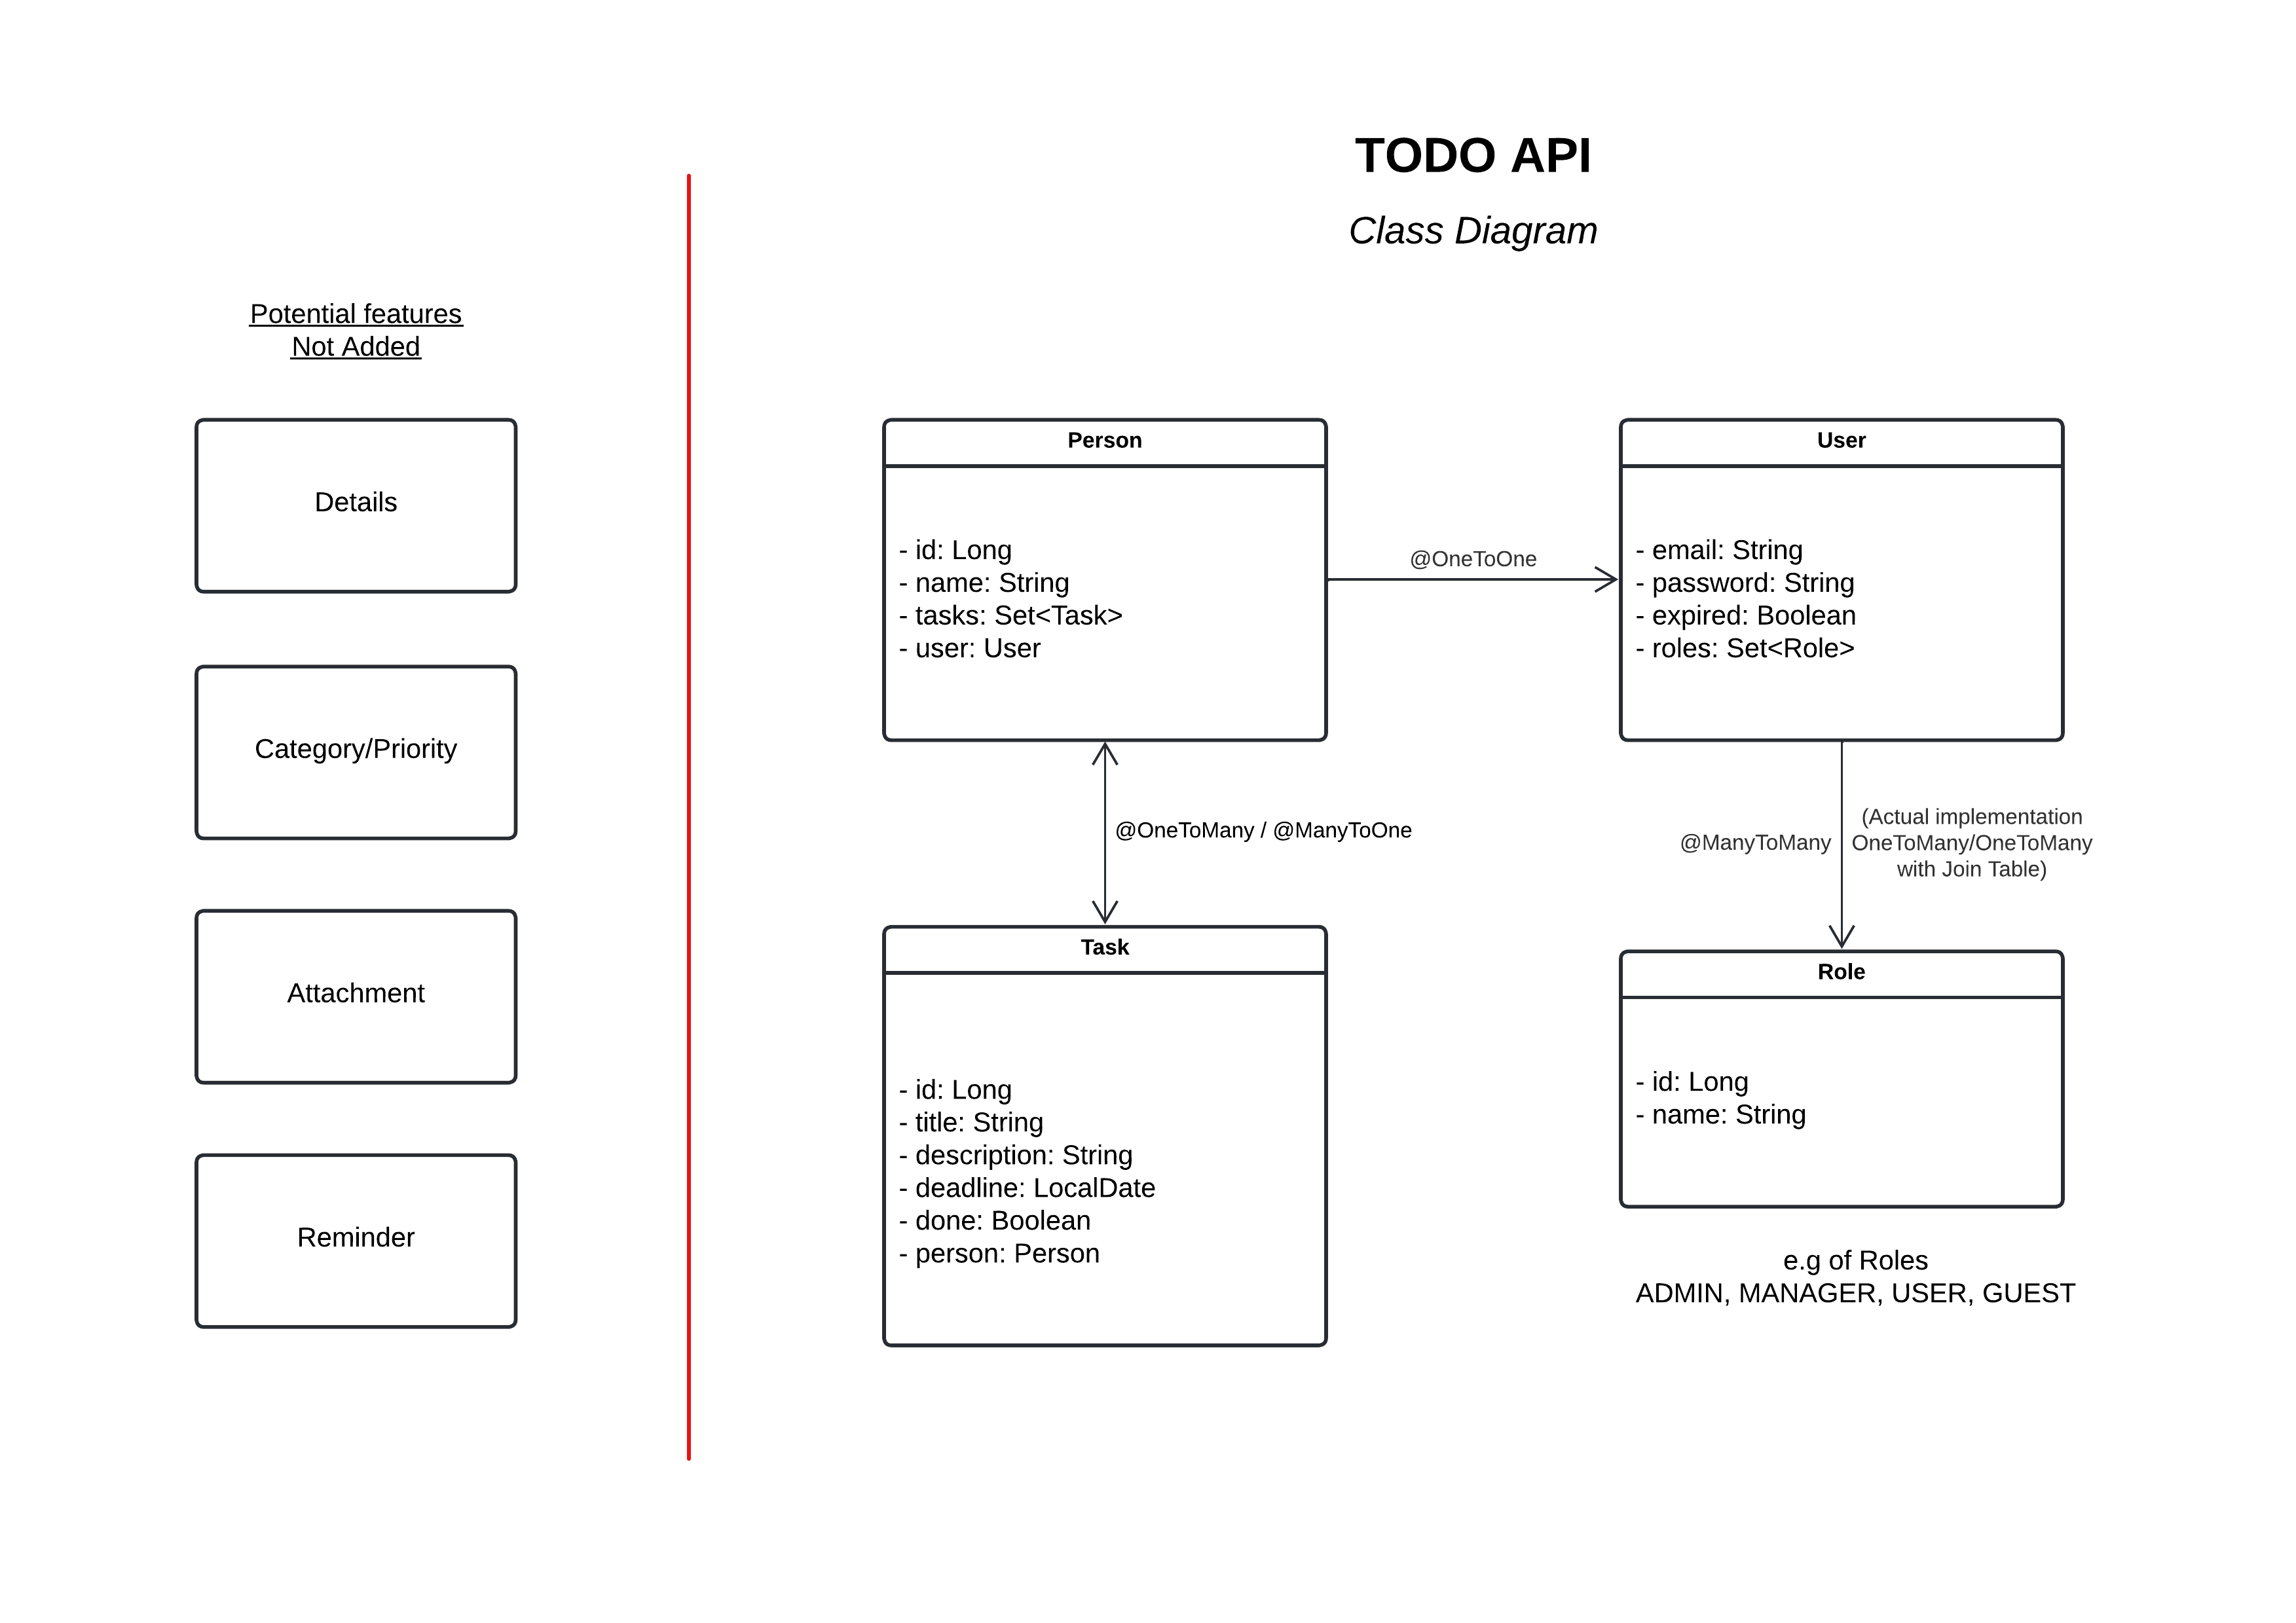 TODO API
Class Diagram
Potential features
Not Added
Details
Category/Priority
Attachment
Reminder
Person
- id: Long
- name: String
- tasks: Set<Task>
- user: User
@OneToOne
User
- email: String
- password: String
- expired: Boolean
- roles: Set<Role>
@OneToMany / @ManyToOne
@ManyToMany
(Actual implementation
OneToMany/OneToMany
with Join Table)
Task
- id: Long
- title: String
- description: String
- deadline: LocalDate
- done: Boolean
- person: Person
Role
- id: Long
- name: String
e.g of Roles
ADMIN, MANAGER, USER, GUEST